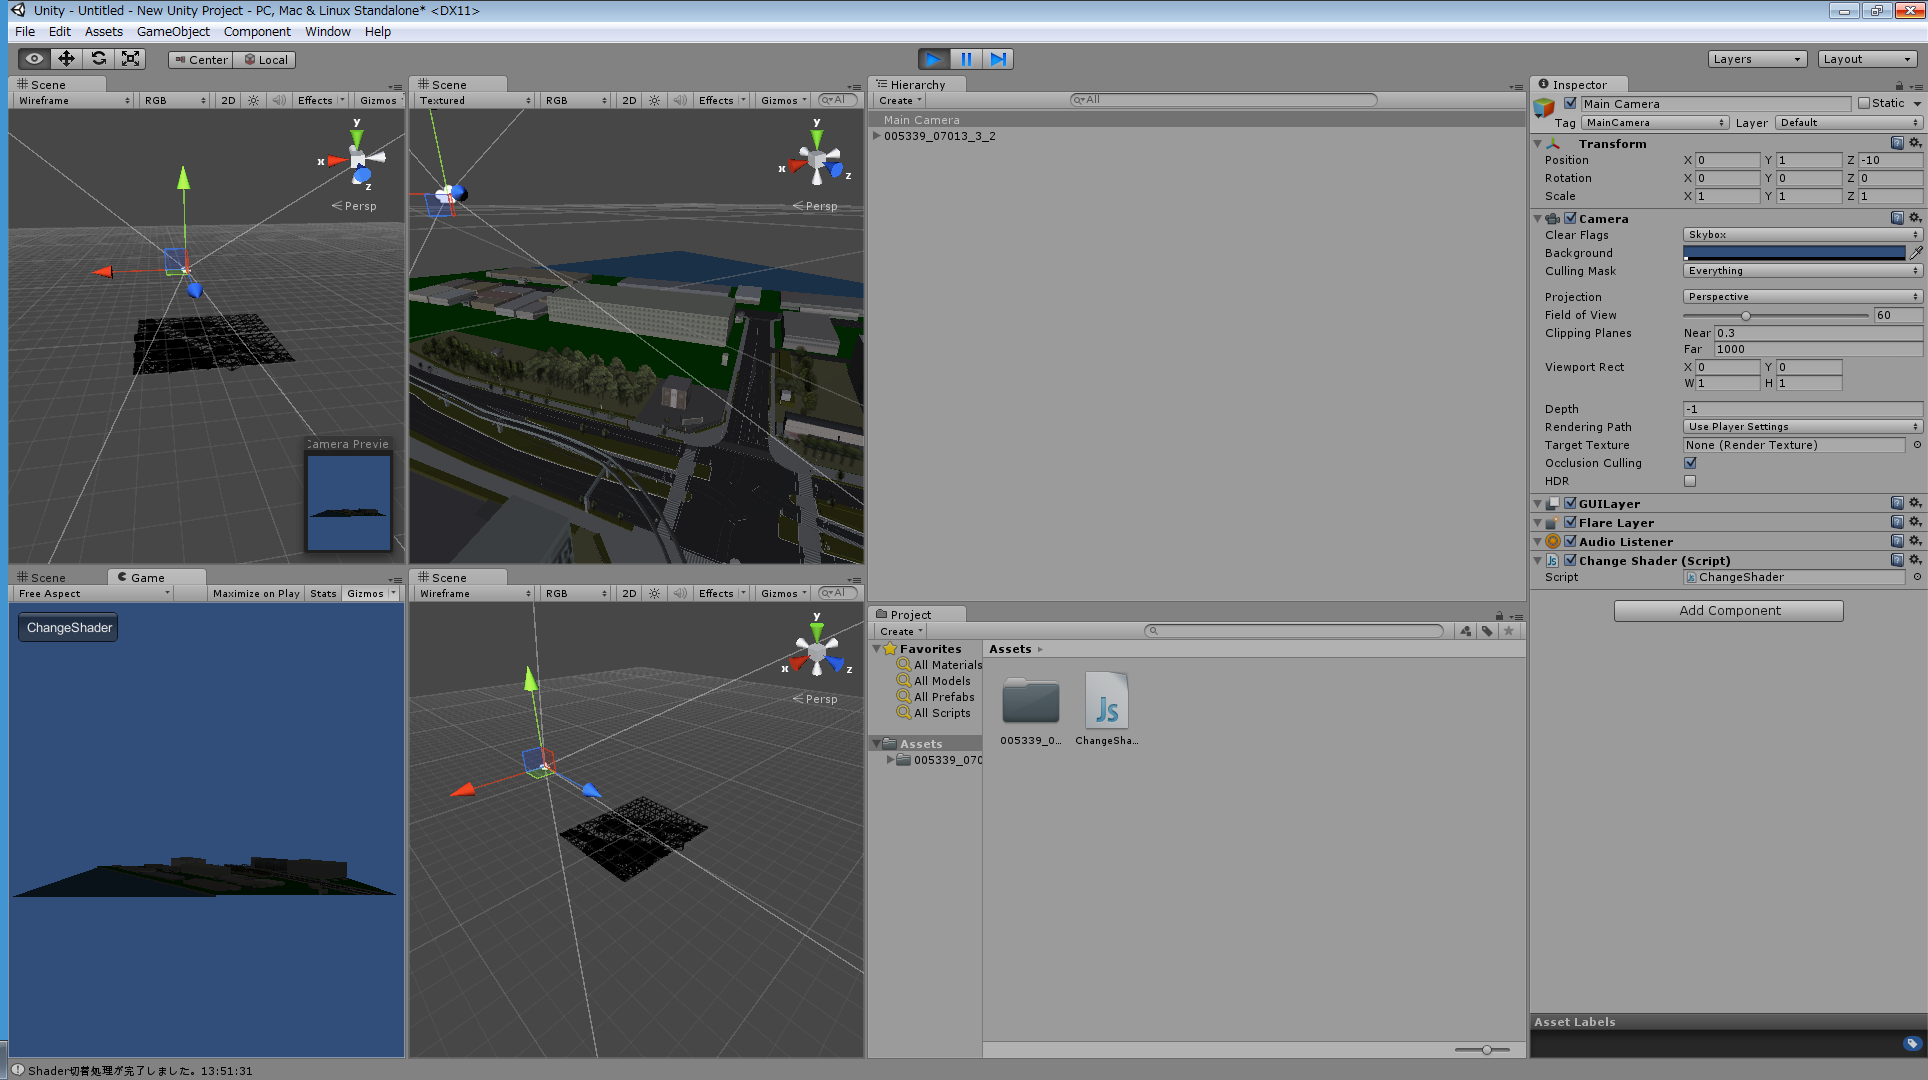 Unity - Untitled - New Unity Project - PC, Mac & Linux Standalone* <DX11>
File Edit Assets GameObject Component Window Help
Center Local
Layers Layout
Scene
Wireframe RGB 2D Effects Gizmos
y
x
z
Persp
Camera Previe
Scene
Textured RGB 2D Effects Gizmos Al
y
x
z
Persp
Scene Game
Free Aspect Maximize on Play Stats Gizmos
ChangeShader
Scene
Wireframe RGB 2D Effects Gizmos Al
y
x
z
Persp
Hierarchy
Create All
Main Camera
005339_07013_3_2
Project
Create
Favorites
All Materials
All Models
All Prefabs
All Scripts
Assets
005339_070
Assets
005339_0... ChangeSha...
Js
Inspector
Main Camera Static
Tag MainCamera Layer Default
Transform
Position X 0 Y 1 Z -10
Rotation X 0 Y 0 Z 0
Scale X 1 Y 1 Z 1
Camera
Clear Flags Skybox
Background
Culling Mask Everything
Projection Perspective
Field of View 60
Clipping Planes Near 0.3
Far 1000
Viewport Rect X 0 Y 0
W 1 H 1
Depth -1
Rendering Path Use Player Settings
Target Texture None (Render Texture)
Occlusion Culling
HDR
GUILayer
Flare Layer
Audio Listener
Change Shader (Script)
Script ChangeShader
Add Component
Asset Labels
Shader切替処理が完了しました。13:51:31